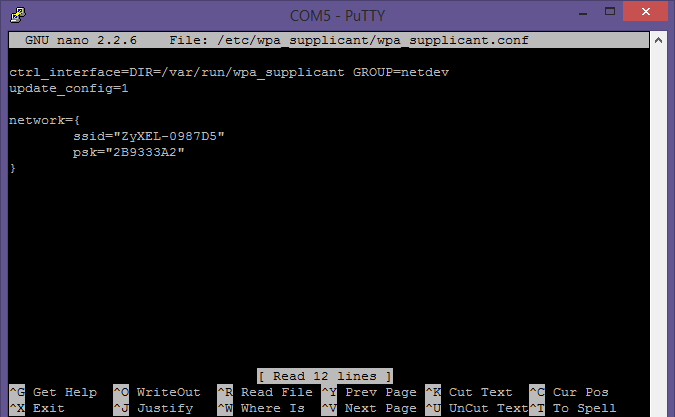 COM5 - PuTTY
GNU nano 2.2.6 File: /etc/wpa_supplicant/wpa_supplicant.conf
ctrl_interface=DIR=/var/run/wpa_supplicant GROUP=netdev
update_config=1
network={
ssid="ZyXEL-0987D5"
psk="2B9333A2"
}
[ Read 12 lines ]
^G Get Help ^O WriteOut ^R Read File ^Y Prev Page ^K Cut Text ^C Cur Pos
^X Exit ^J Justify ^W Where Is ^V Next Page ^U UnCut Text ^T To Spell